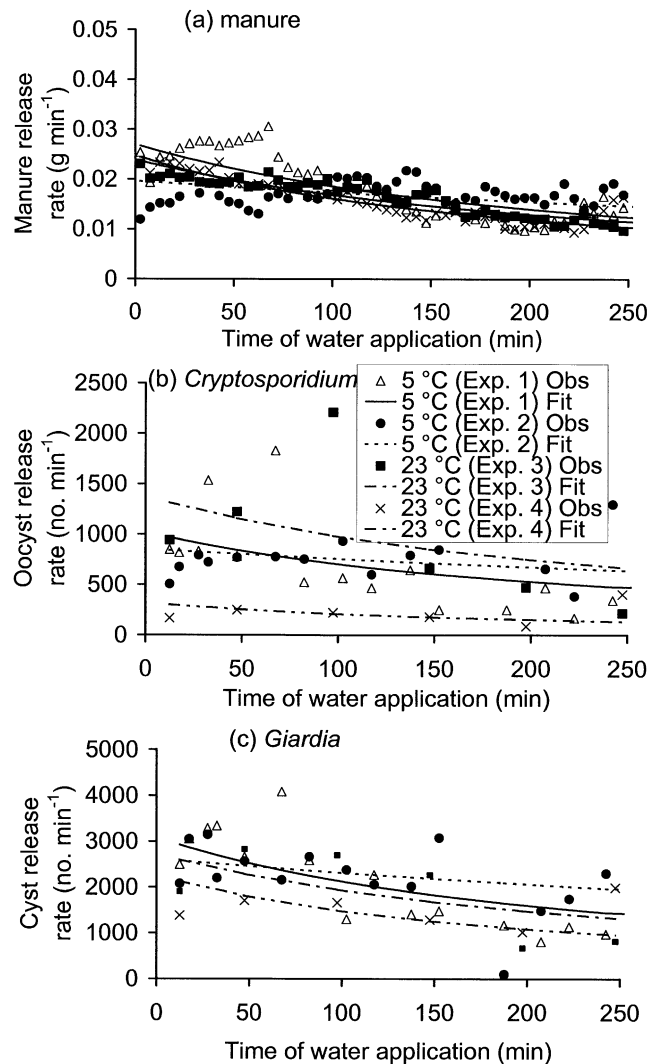 (a) manure
0.05
0.04
0.03
0.02
0.01
0
Manure release
rate (g min⁻¹)
0 50 100 150 200 250
Time of water application (min)
(b) Cryptosporidium
2500
2000
1500
1000
500
0
Oocyst release
rate (no. min⁻¹)
5 °C (Exp. 1) Obs
5 °C (Exp. 1) Fit
5 °C (Exp. 2) Obs
5 °C (Exp. 2) Fit
23 °C (Exp. 3) Obs
23 °C (Exp. 3) Fit
23 °C (Exp. 4) Obs
23 °C (Exp. 4) Fit
0 50 100 150 200 250
Time of water application (min)
(c) Giardia
5000
4000
3000
2000
1000
0
Cyst release
rate (no. min⁻¹)
0 50 100 150 200 250
Time of water application (min)